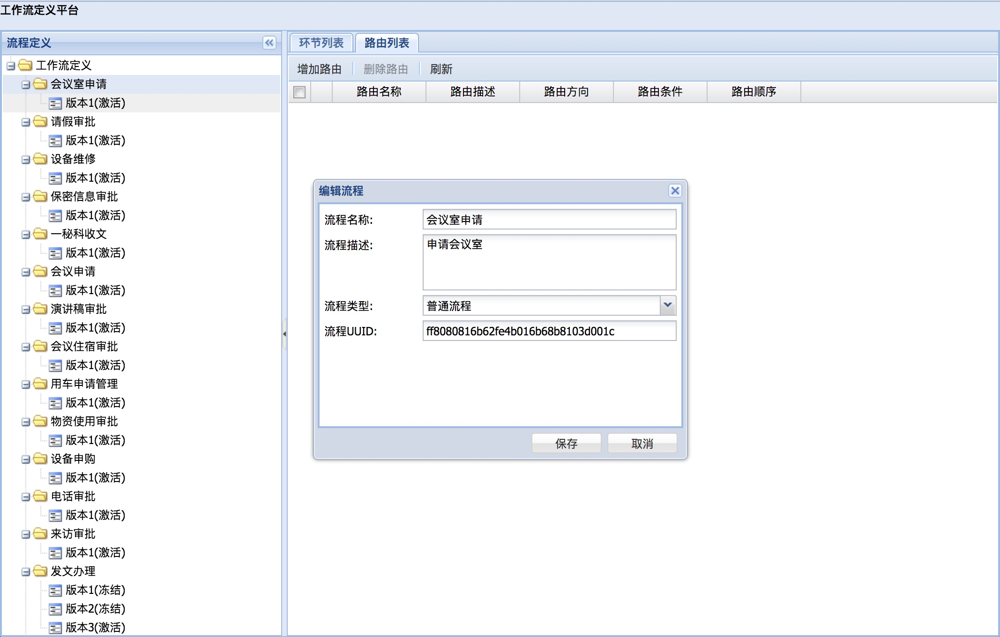 工作流定义平台
流程定义
工作流定义
会议室申请
版本1(激活)
请假审批
版本1(激活)
设备维修
版本1(激活)
保密信息审批
版本1(激活)
一秘科收文
版本1(激活)
会议申请
版本1(激活)
演讲稿审批
版本1(激活)
会议住宿审批
版本1(激活)
用车申请管理
版本1(激活)
物资使用审批
版本1(激活)
设备申购
版本1(激活)
电话审批
版本1(激活)
来访审批
版本1(激活)
发文办理
版本1(冻结)
版本2(冻结)
版本3(激活)
环节列表 路由列表
增加路由 删除路由 刷新
路由名称 路由描述 路由方向 路由条件 路由顺序
编辑流程
流程名称: 会议室申请
流程描述: 申请会议室
流程类型: 普通流程
流程UUID: ff8080816b62fe4b016b68b8103d001c
保存 取消